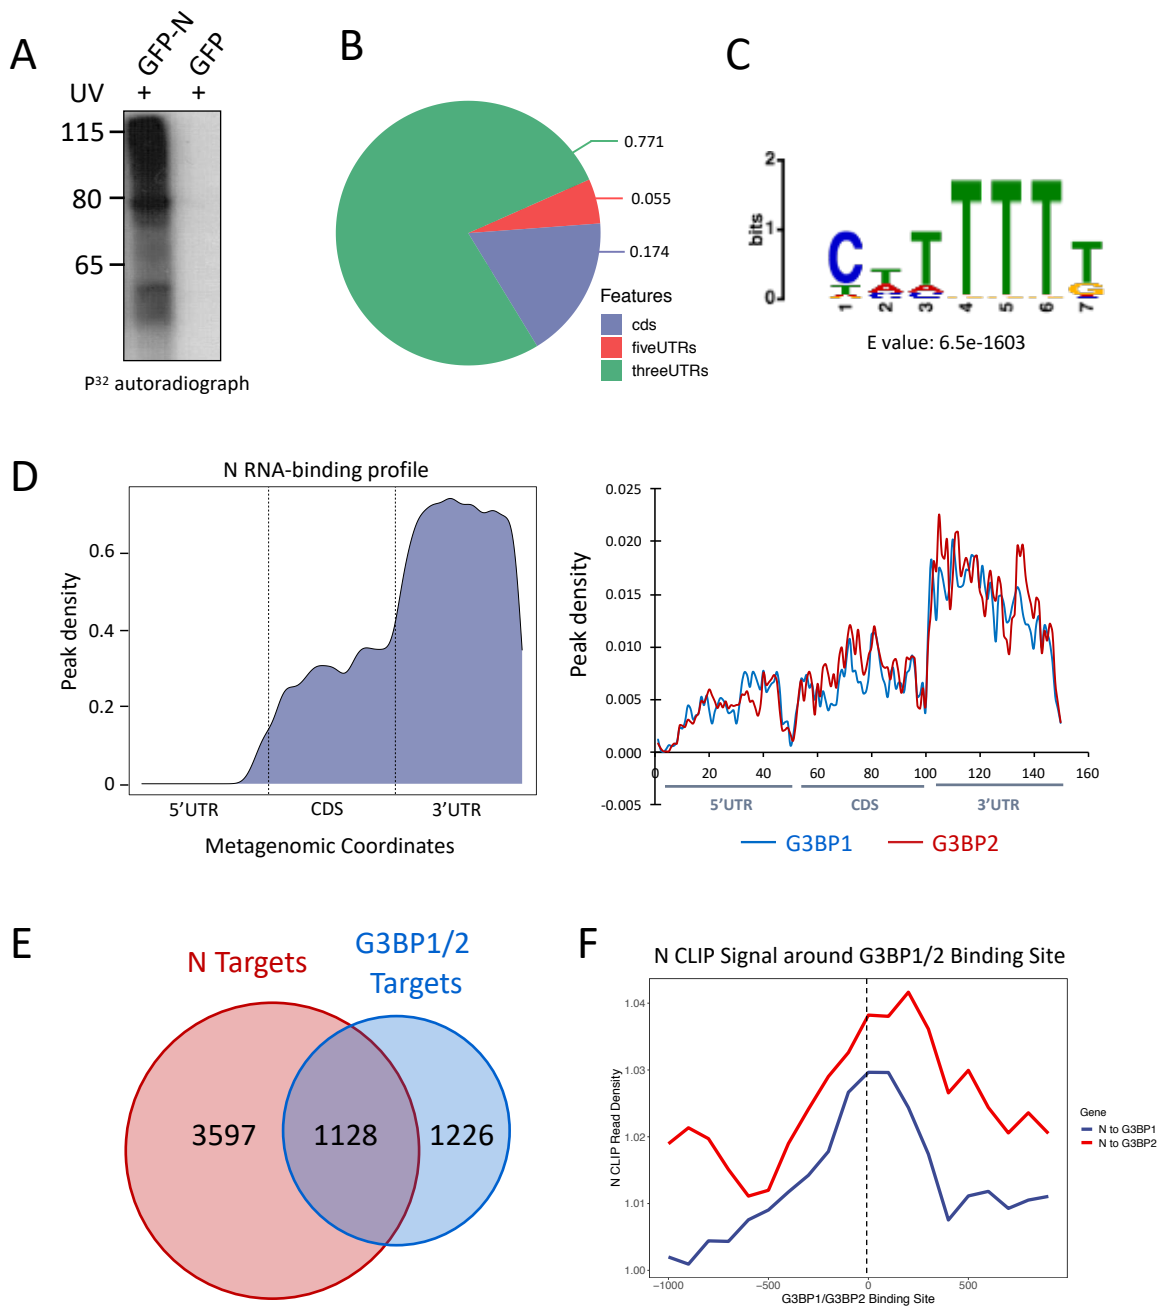 A
GFP-N
GFP
UV
+
+
115
80
65
P32 autoradiograph
B
0.771
0.055
0.174
Features
cds
fiveUTRs
threeUTRs
C
2
1
0
bits
C
T
T
T
T
T
T
G
1
2
3
4
5
6
7
E value: 6.5e-1603
D
N RNA-binding profile
Peak density
0.6
0.4
0.2
0
5'UTR
CDS
3'UTR
Metagenomic Coordinates
Peak density
0.025
0.020
0.015
0.010
0.005
0.000
-0.005
0
20
40
60
80
100
120
140
160
5'UTR
CDS
3'UTR
G3BP1
G3BP2
E
N Targets
G3BP1/2
Targets
3597
1128
1226
F
N CLIP Signal around G3BP1/2 Binding Site
N CLIP Read Density
1.04
1.03
1.02
1.01
1.00
−1000
−500
0
500
G3BP1/G3BP2 Binding Site
Gene
N to G3BP1
N to G3BP2